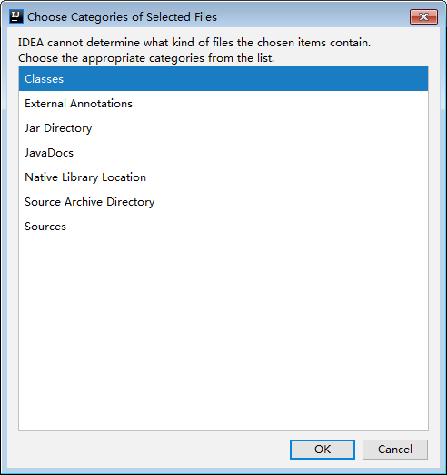 IJ
Choose Categories of Selected Files
IDEA cannot determine what kind of files the chosen items contain.
Choose the appropriate categories from the list.
Classes
External Annotations
Jar Directory
JavaDocs
Native Library Location
Source Archive Directory
Sources
OK
Cancel